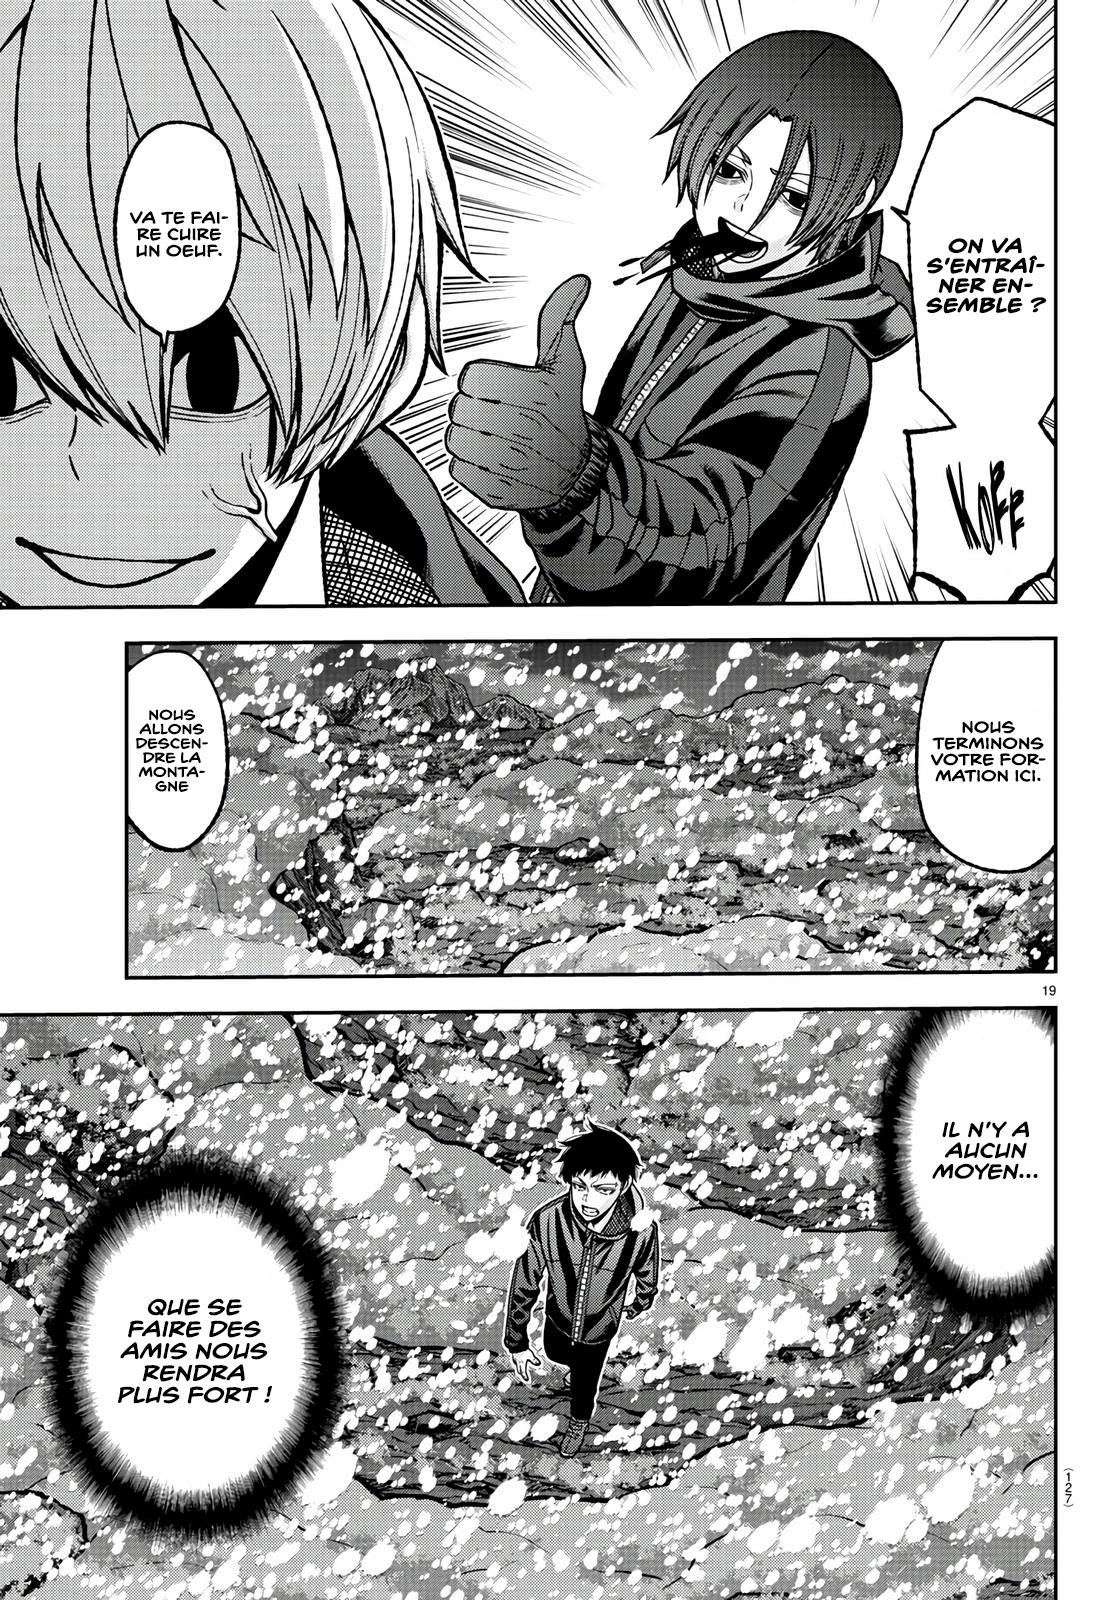 ON VA
S'ENTRAÎ-
NER EN-
SEMBLE ?
KOFF
VA TE FAI-
RE CUIRE
UN OEUF.
NOUS
TERMINONS
VOTRE FOR-
MATION ICI.
NOUS
ALLONS
DESCEN-
DRE LA
MONTA-
GNE
19
IL N'Y A
AUCUN
MOYEN...
QUE SE
FAIRE DES
AMIS NOUS
RENDRA
PLUS FORT !
(127)